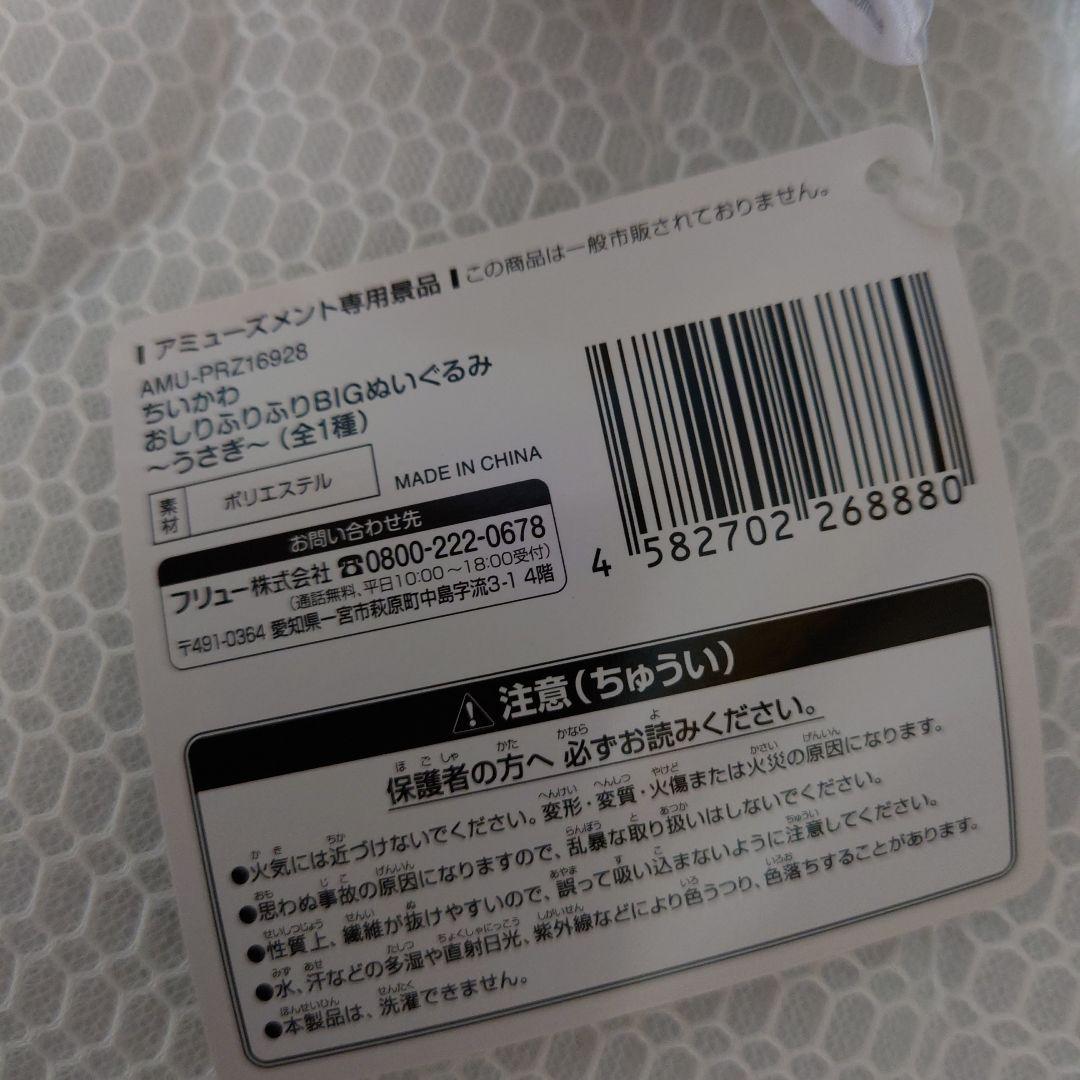 アミューズメント専用景品 この商品は一般市販されておりません。
AMU-PRZ16928
ちいかわ
おしりふりふりBIGぬいぐるみ
～うさぎ～（全1種）
素材 ポリエステル MADE IN CHINA
お問い合わせ先
フリュー株式会社 ☎0800-222-0678
（通話無料、平日10:00～18:00受付）
〒491-0364 愛知県一宮市萩原町中島字流3-1 4階
4 582702 268880
注意（ちゅうい）
保護者の方へ 必ずお読みください。
●火気には近づけないでください。変形・変質・火傷または火災の原因になります。
●思わぬ事故の原因になりますので、乱暴な取り扱いはしないでください。
●性質上、繊維が抜けやすいので、誤って吸い込まないように注意してください。
●水、汗などの多湿や直射日光、紫外線などにより色うつり、色落ちすることがあります。
●本製品は、洗濯できません。